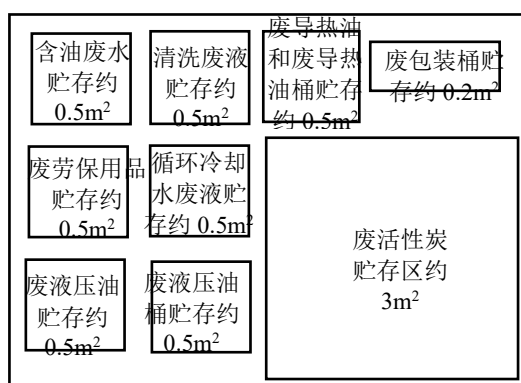 含油废水
贮存约
0.5m²
清洗废液
贮存约
0.5m²
废导热油
和废导热
油桶贮存
约 0.5m²
废包装桶贮
存约 0.2m²
废劳保用品
贮存约
0.5m²
循环冷却
水废液贮
存约 0.5m²
废活性炭
贮存区约
3m²
废液压油
贮存约
0.5m²
废液压油
桶贮存约
0.5m²